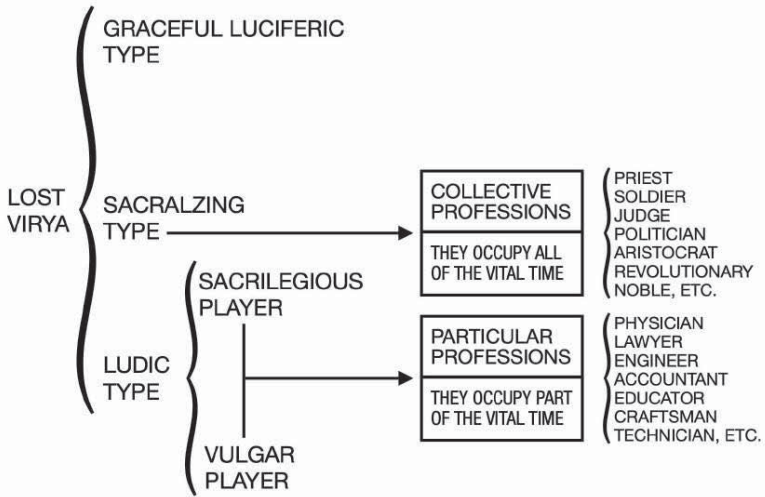 GRACEFUL LUCIFERIC
TYPE
LOST
VIRYA
SACRALZING
TYPE
COLLECTIVE
PROFESSIONS
THEY OCCUPY ALL
OF THE VITAL TIME
PRIEST
SOLDIER
JUDGE
POLITICIAN
ARISTOCRAT
REVOLUTIONARY
NOBLE, ETC.
LUDIC
TYPE
SACRILEGIOUS
PLAYER
VULGAR
PLAYER
PARTICULAR
PROFESSIONS
THEY OCCUPY PART
OF THE VITAL TIME
PHYSICIAN
LAWYER
ENGINEER
ACCOUNTANT
EDUCATOR
CRAFTSMAN
TECHNICIAN, ETC.